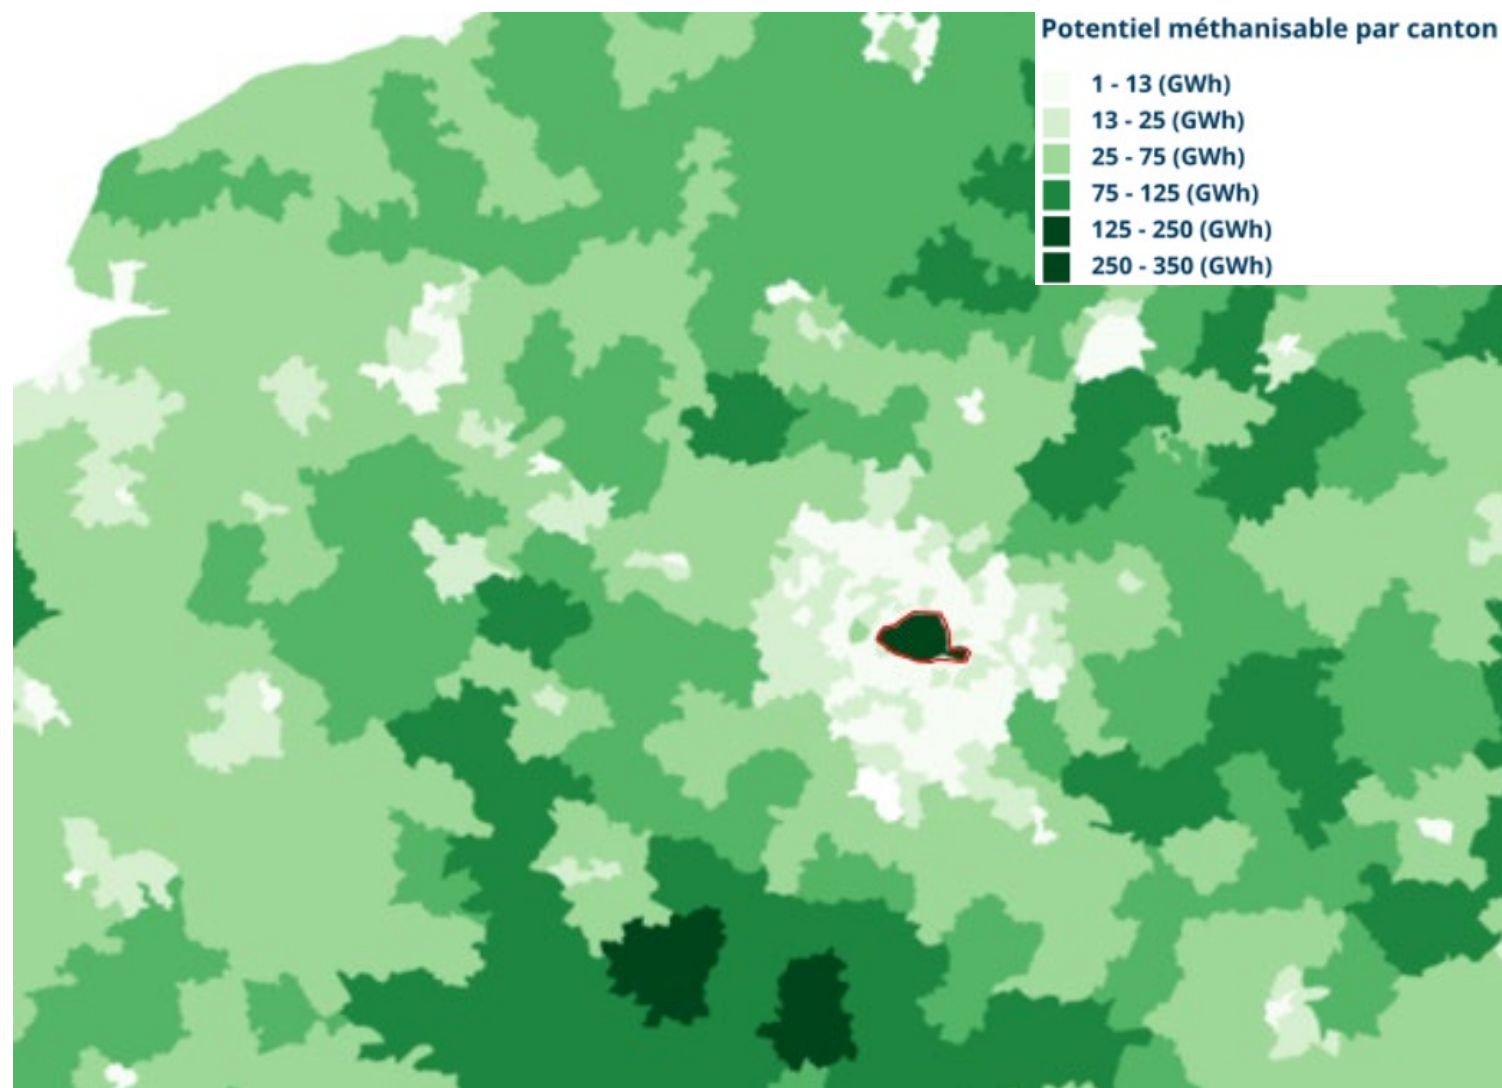 Potentiel méthanisable par canton
1 - 13 (GWh)
13 - 25 (GWh)
25 - 75 (GWh)
75 - 125 (GWh)
125 - 250 (GWh)
250 - 350 (GWh)